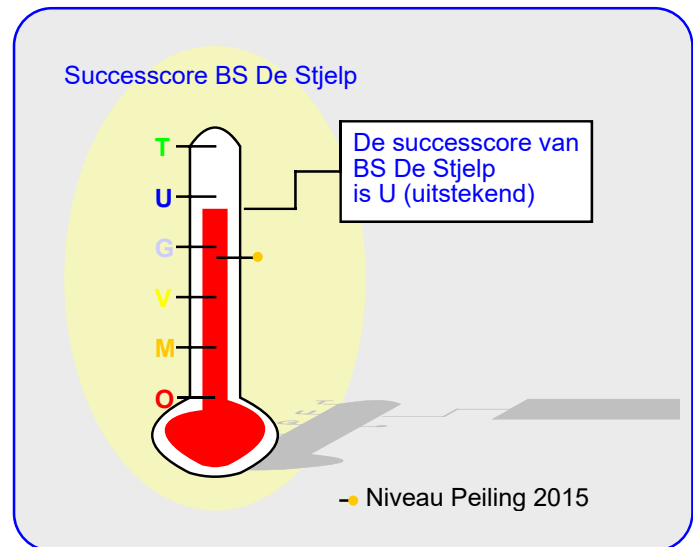 Successcore BS De Stjelp
De successcore van
BS De Stjelp
is U (uitstekend)
T
U
G
V
M
O
T
U
G
Niveau Peiling 2015